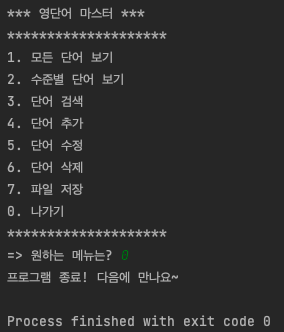 *** 영단어 마스터 ***
********************
1. 모든 단어 보기
2. 수준별 단어 보기
3. 단어 검색
4. 단어 추가
5. 단어 수정
6. 단어 삭제
7. 파일 저장
0. 나가기
********************
=> 원하는 메뉴는? 0
프로그램 종료! 다음에 만나요~
Process finished with exit code 0